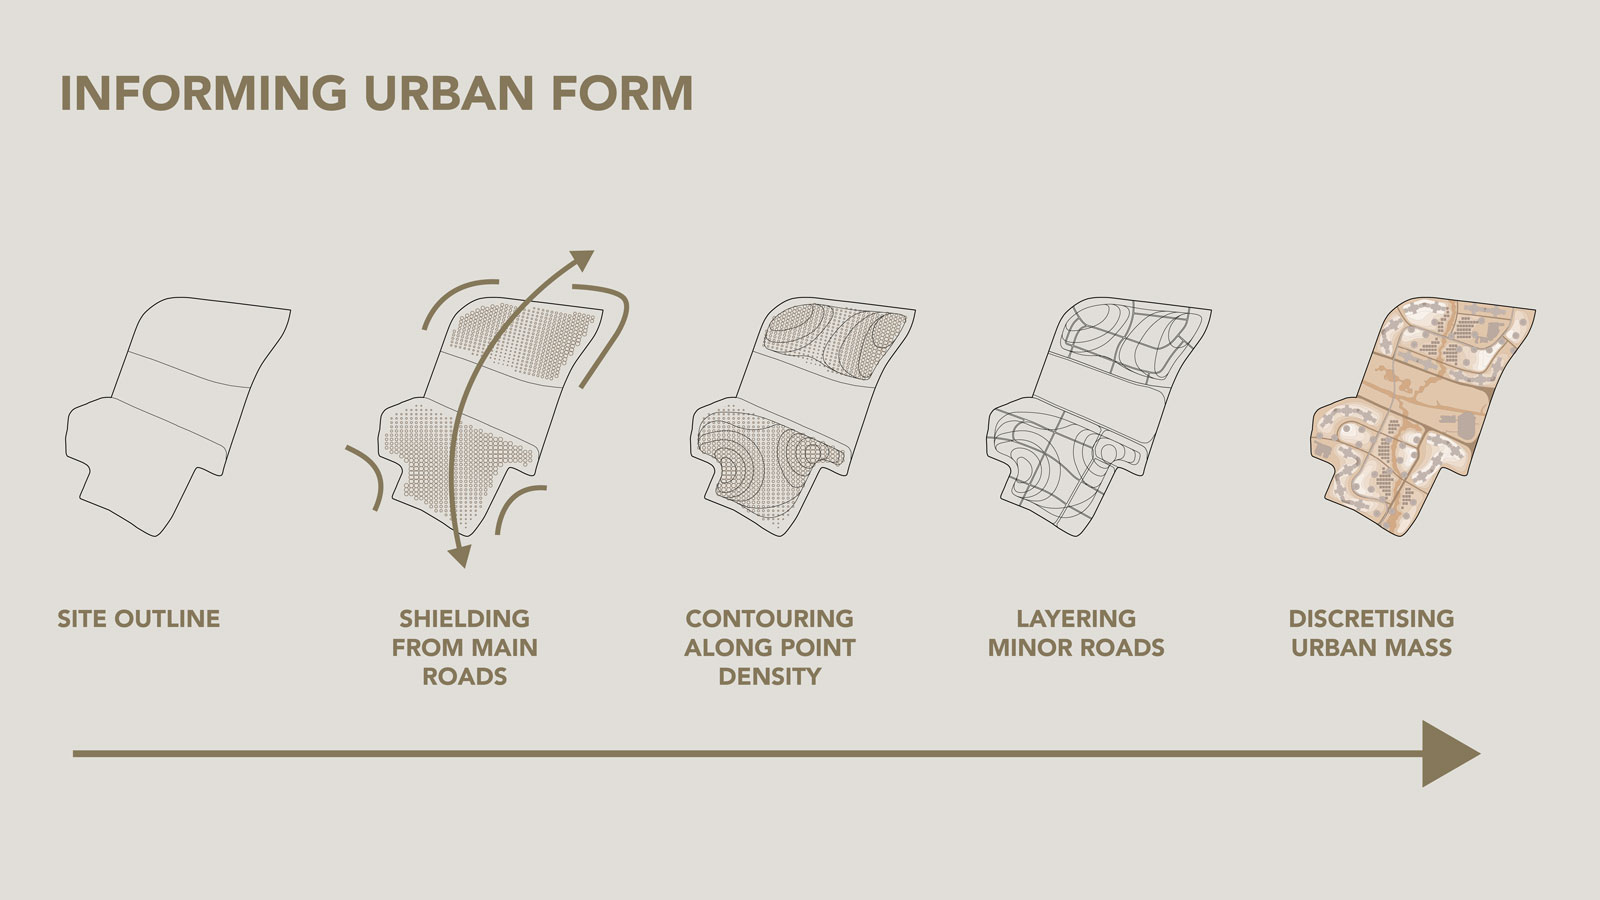 INFORMING URBAN FORM
SITE OUTLINE
SHIELDING
FROM MAIN
ROADS
CONTOURING
ALONG POINT
DENSITY
LAYERING
MINOR ROADS
DISCRETISING
URBAN MASS